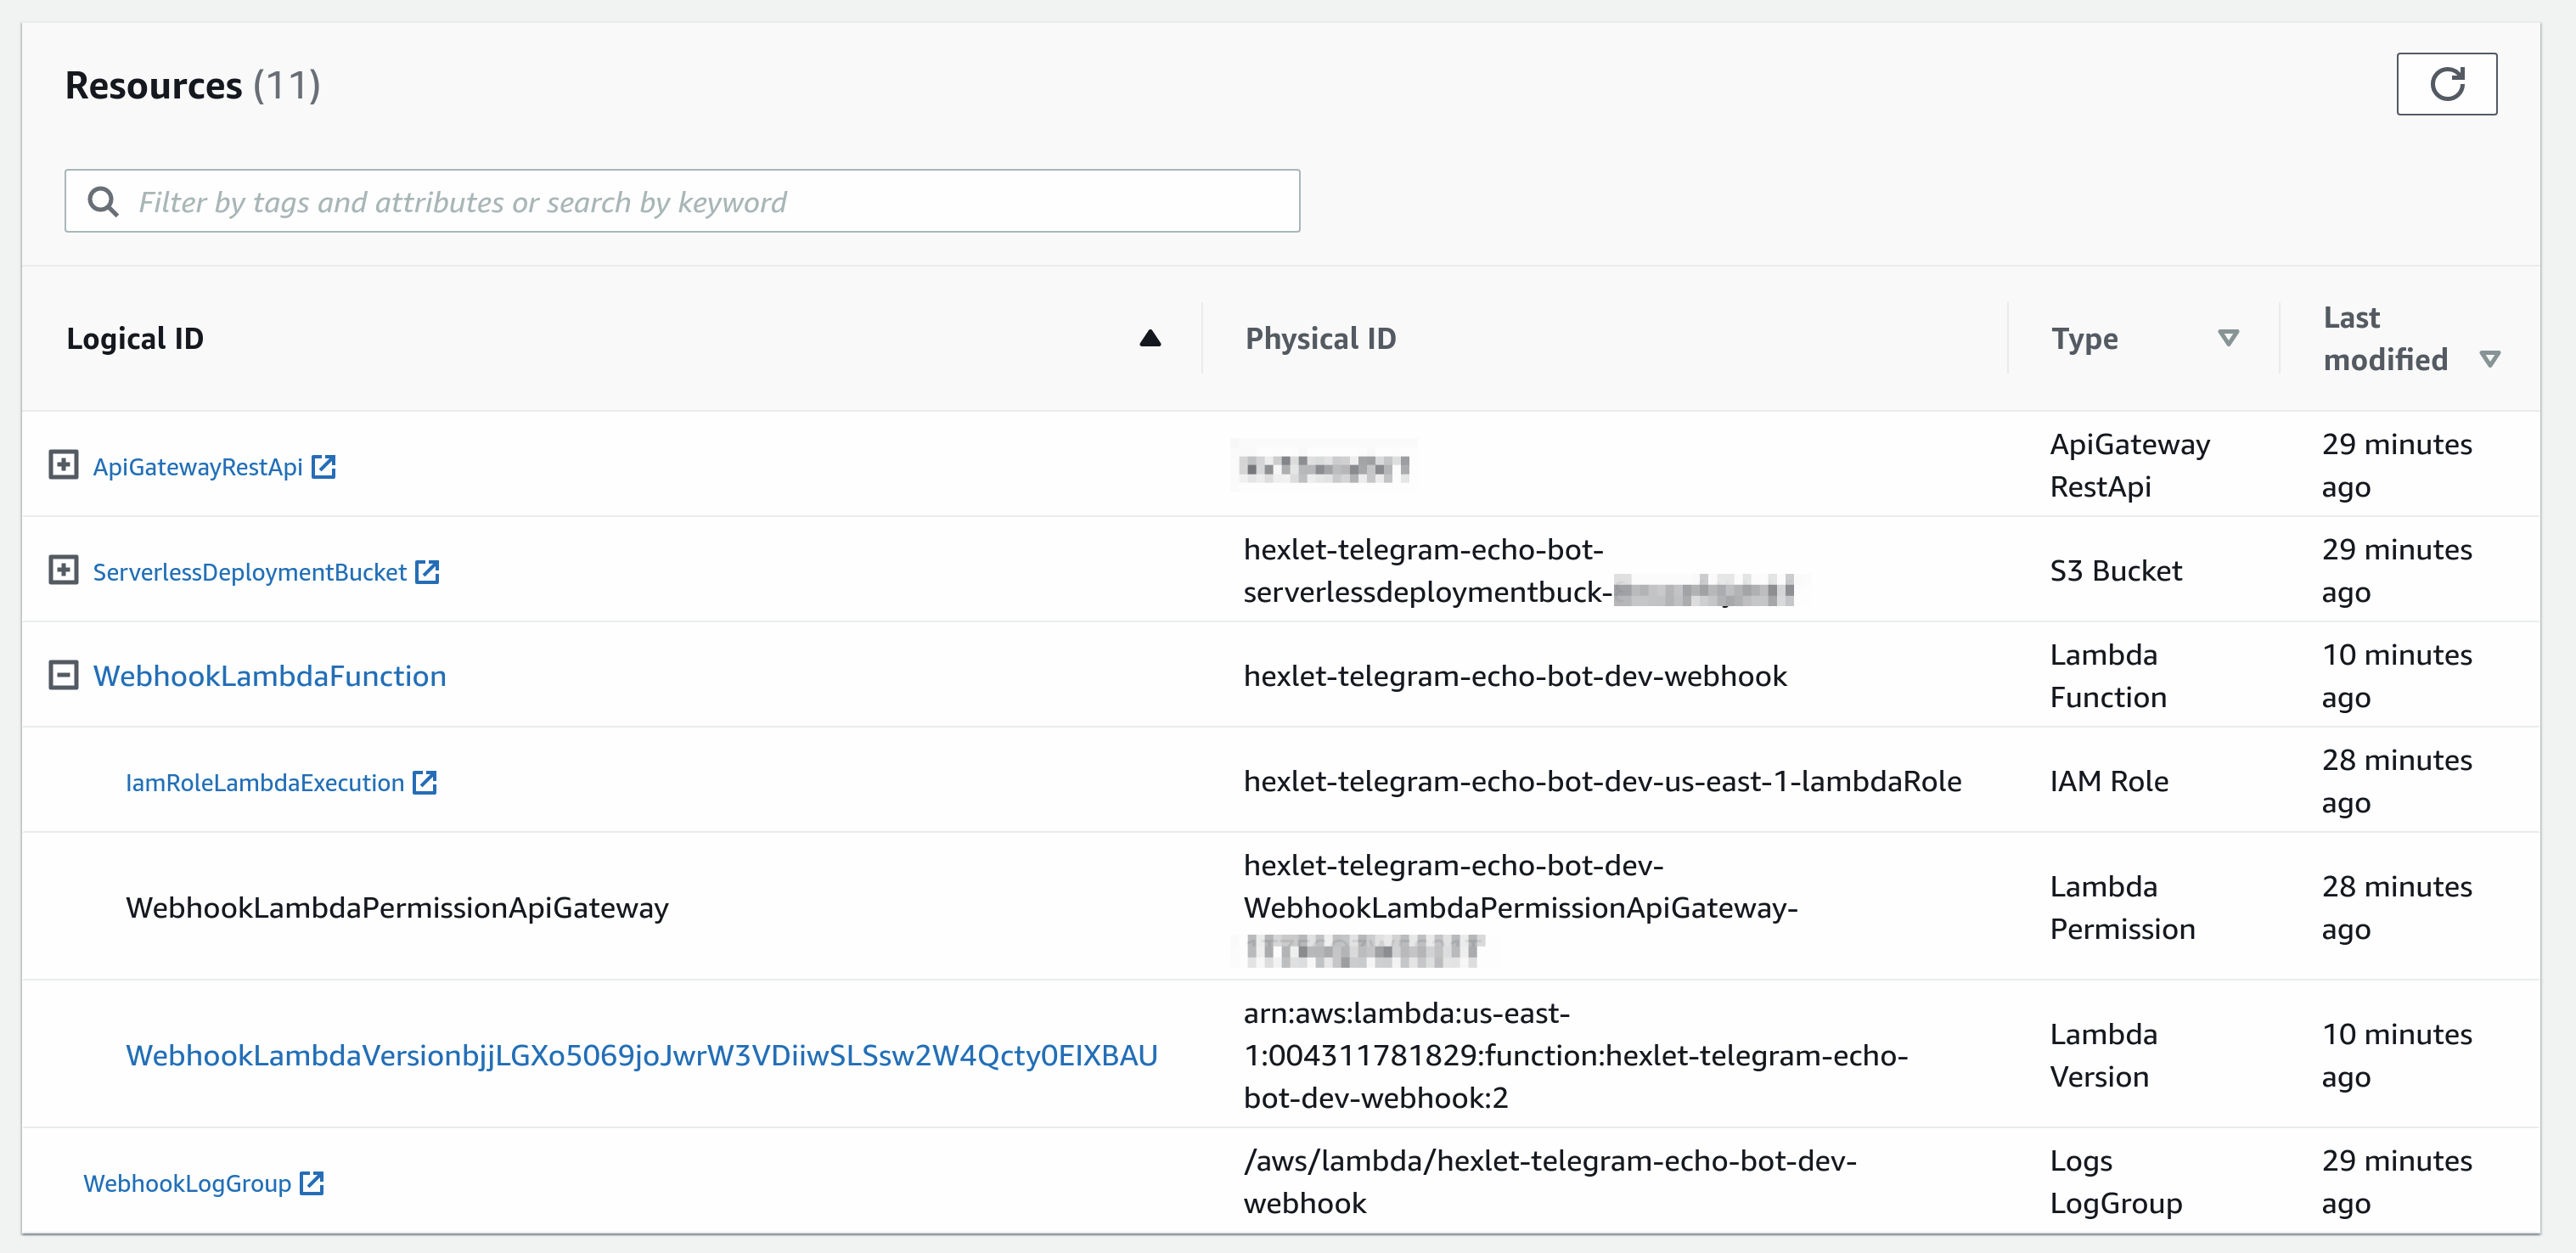 Resources (11)
Filter by tags and attributes or search by keyword
Logical ID
Physical ID
Type
Last
modified
ApiGatewayRestApi
ApiGateway
RestApi
29 minutes
ago
ServerlessDeploymentBucket
hexlet-telegram-echo-bot-
serverlessdeploymentbuck-
S3 Bucket
29 minutes
ago
WebhookLambdaFunction
hexlet-telegram-echo-bot-dev-webhook
Lambda
Function
10 minutes
ago
IamRoleLambdaExecution
hexlet-telegram-echo-bot-dev-us-east-1-lambdaRole
IAM Role
28 minutes
ago
WebhookLambdaPermissionApiGateway
hexlet-telegram-echo-bot-dev-
WebhookLambdaPermissionApiGateway-
Lambda
Permission
28 minutes
ago
WebhookLambdaVersionbjjLGXo5069joJwrW3VDiiwSLSsw2W4Qcty0EIXBAU
arn:aws:lambda:us-east-
1:004311781829:function:hexlet-telegram-echo-
bot-dev-webhook:2
Lambda
Version
10 minutes
ago
WebhookLogGroup
/aws/lambda/hexlet-telegram-echo-bot-dev-
webhook
Logs
LogGroup
29 minutes
ago